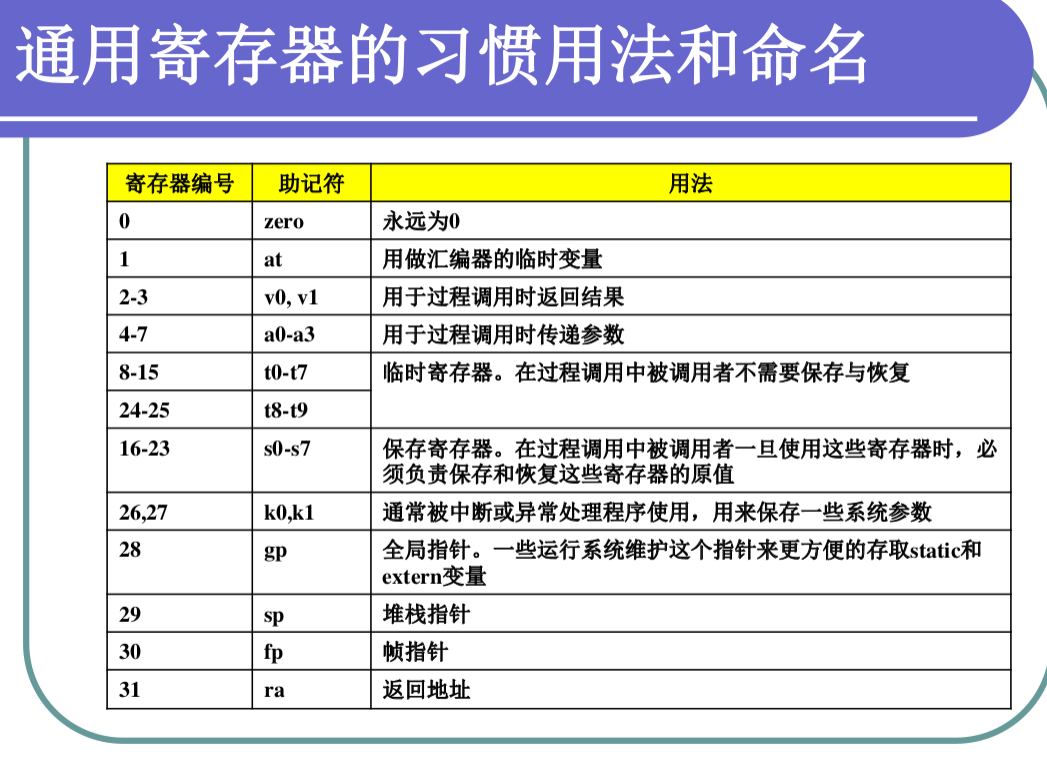 通用寄存器的习惯用法和命名
寄存器编号 助记符 用法
0 zero 永远为0
1 at 用做汇编器的临时变量
2-3 v0, v1 用于过程调用时返回结果
4-7 a0-a3 用于过程调用时传递参数
8-15 t0-t7 临时寄存器。在过程调用中被调用者不需要保存与恢复
24-25 t8-t9
16-23 s0-s7 保存寄存器。在过程调用中被调用者一旦使用这些寄存器时，必
须负责保存和恢复这些寄存器的原值
26,27 k0,k1 通常被中断或异常处理程序使用，用来保存一些系统参数
28 gp 全局指针。一些运行系统维护这个指针来更方便的存取static和
extern变量
29 sp 堆栈指针
30 fp 帧指针
31 ra 返回地址